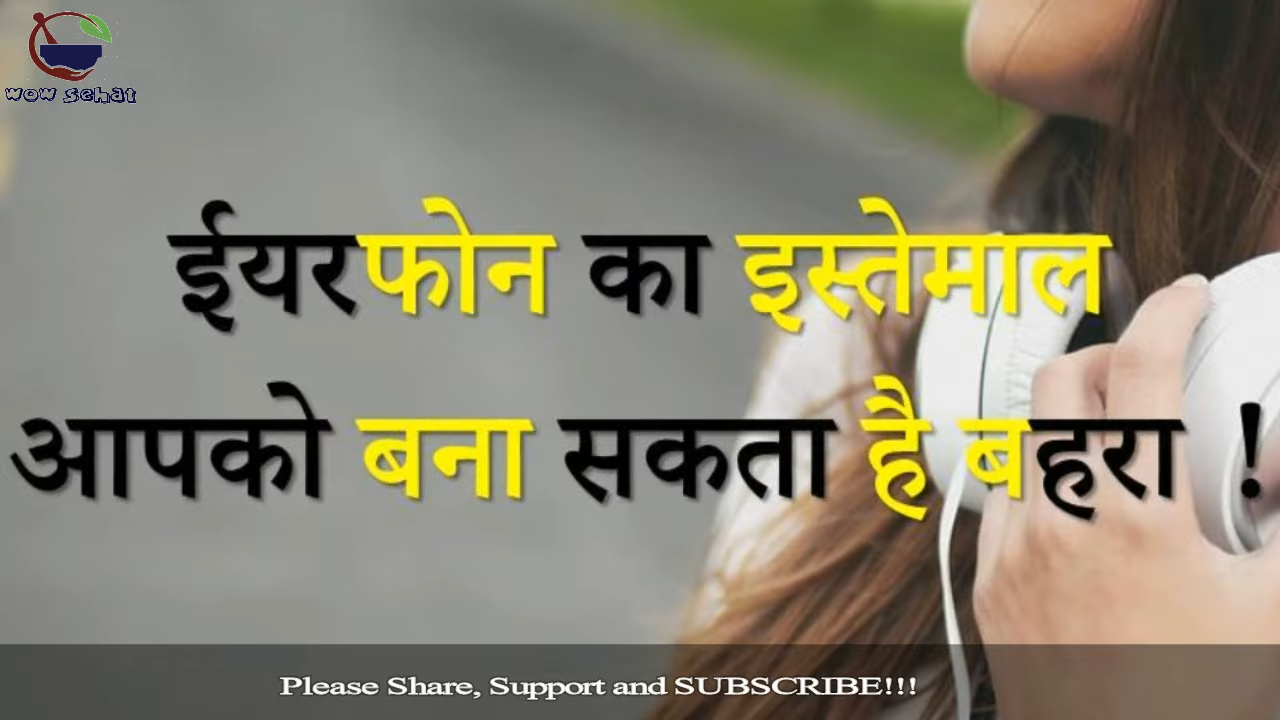 wow sehat
ईयरफोन का इस्तेमाल
आपको बना सकता है बहरा !
Please Share, Support and SUBSCRIBE!!!